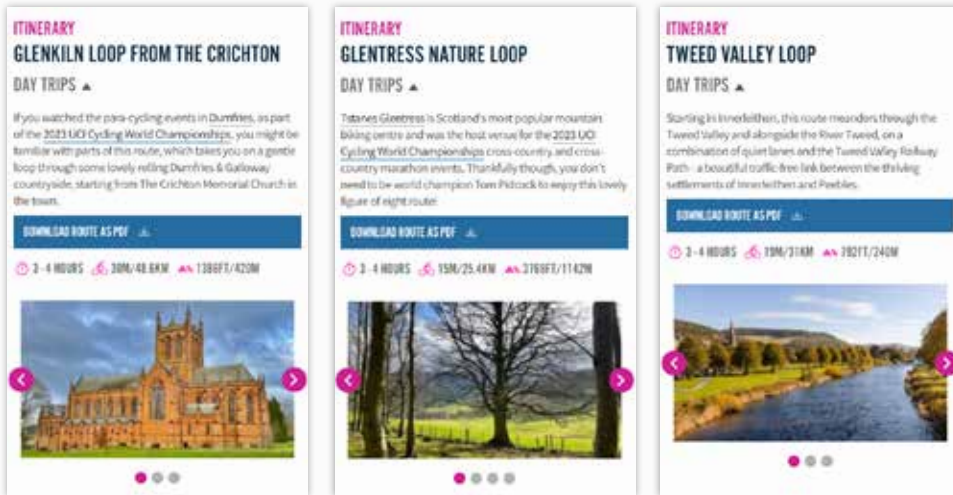 ITINERARY
GLENKILN LOOP FROM THE CRICHTON
DAY TRIPS
If you watched the para-cycling events in Dumfries, as part
of the 2023 UCI Cycling World Championships, you might be
familiar with parts of this route, which takes you on a gentle
loop through some lovely rolling Dumfries & Galloway
countryside, starting from The Crichton Memorial Church in
the town.
DOWNLOAD ROUTE AS PDF
3-4 HOURS 30M/48.6KM 1386FT/420M
ITINERARY
GLENTRESS NATURE LOOP
DAY TRIPS
7stanes Glentress is Scotland's most popular mountain
biking centre and was the host venue for the 2023 UCI
Cycling World Championships cross-country and cross-
country marathon events. Thankfully though, you don't
need to be world champion Tom Pidcock to enjoy this lovely
figure of eight route!
DOWNLOAD ROUTE AS PDF
3-4 HOURS 15M/25.4KM 3769FT/1142M
ITINERARY
TWEED VALLEY LOOP
DAY TRIPS
Starting in Innerleithen, this route meanders through the
Tweed Valley and alongside the River Tweed, on a
combination of quiet lanes and the Tweed Valley Railway
Path - a beautiful traffic-free link between the thriving
settlements of Innerleithen and Peebles.
DOWNLOAD ROUTE AS PDF
3-4 HOURS 19M/31KM 792FT/240M